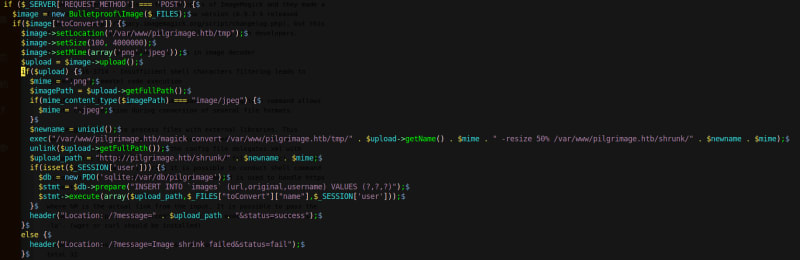 if ($_SERVER['REQUEST_METHOD'] === 'POST') {$
$image = new Bulletproof\Image($_FILES);$
if($image["toConvert"]) {$
$image->setLocation("/var/www/pilgrimage.htb/tmp");$
$image->setSize(100, 4000000);$
$image->setMime(array('png','jpeg'));$
$upload = $image->upload();$
if($upload) {$
$mime = ".png";$
$imagePath = $upload->getFullPath();$
if(mime_content_type($imagePath) === "image/jpeg") {$
$mime = ".jpeg";$
}$
$newname = uniqid();$
exec("/var/www/pilgrimage.htb/magick convert /var/www/pilgrimage.htb/tmp/" . $upload->getName() . $mime . " -resize 50% /var/www/pilgrimage.htb/shrunk/" . $newname . $mime);$
unlink($upload->getFullPath());$
$upload_path = "http://pilgrimage.htb/shrunk/" . $newname . $mime;$
if(isset($_SESSION['user'])) {$
$db = new PDO('sqlite:/var/db/pilgrimage');$
$stmt = $db->prepare("INSERT INTO `images` (url,original,username) VALUES (?,?,?)");$
$stmt->execute(array($upload_path,$_FILES["toConvert"]["name"],$_SESSION['user']));$
}$
header("Location: /?message=" . $upload_path . "&status=success");$
}$
else {$
header("Location: /?message=Image shrink failed&status=fail");$
}$